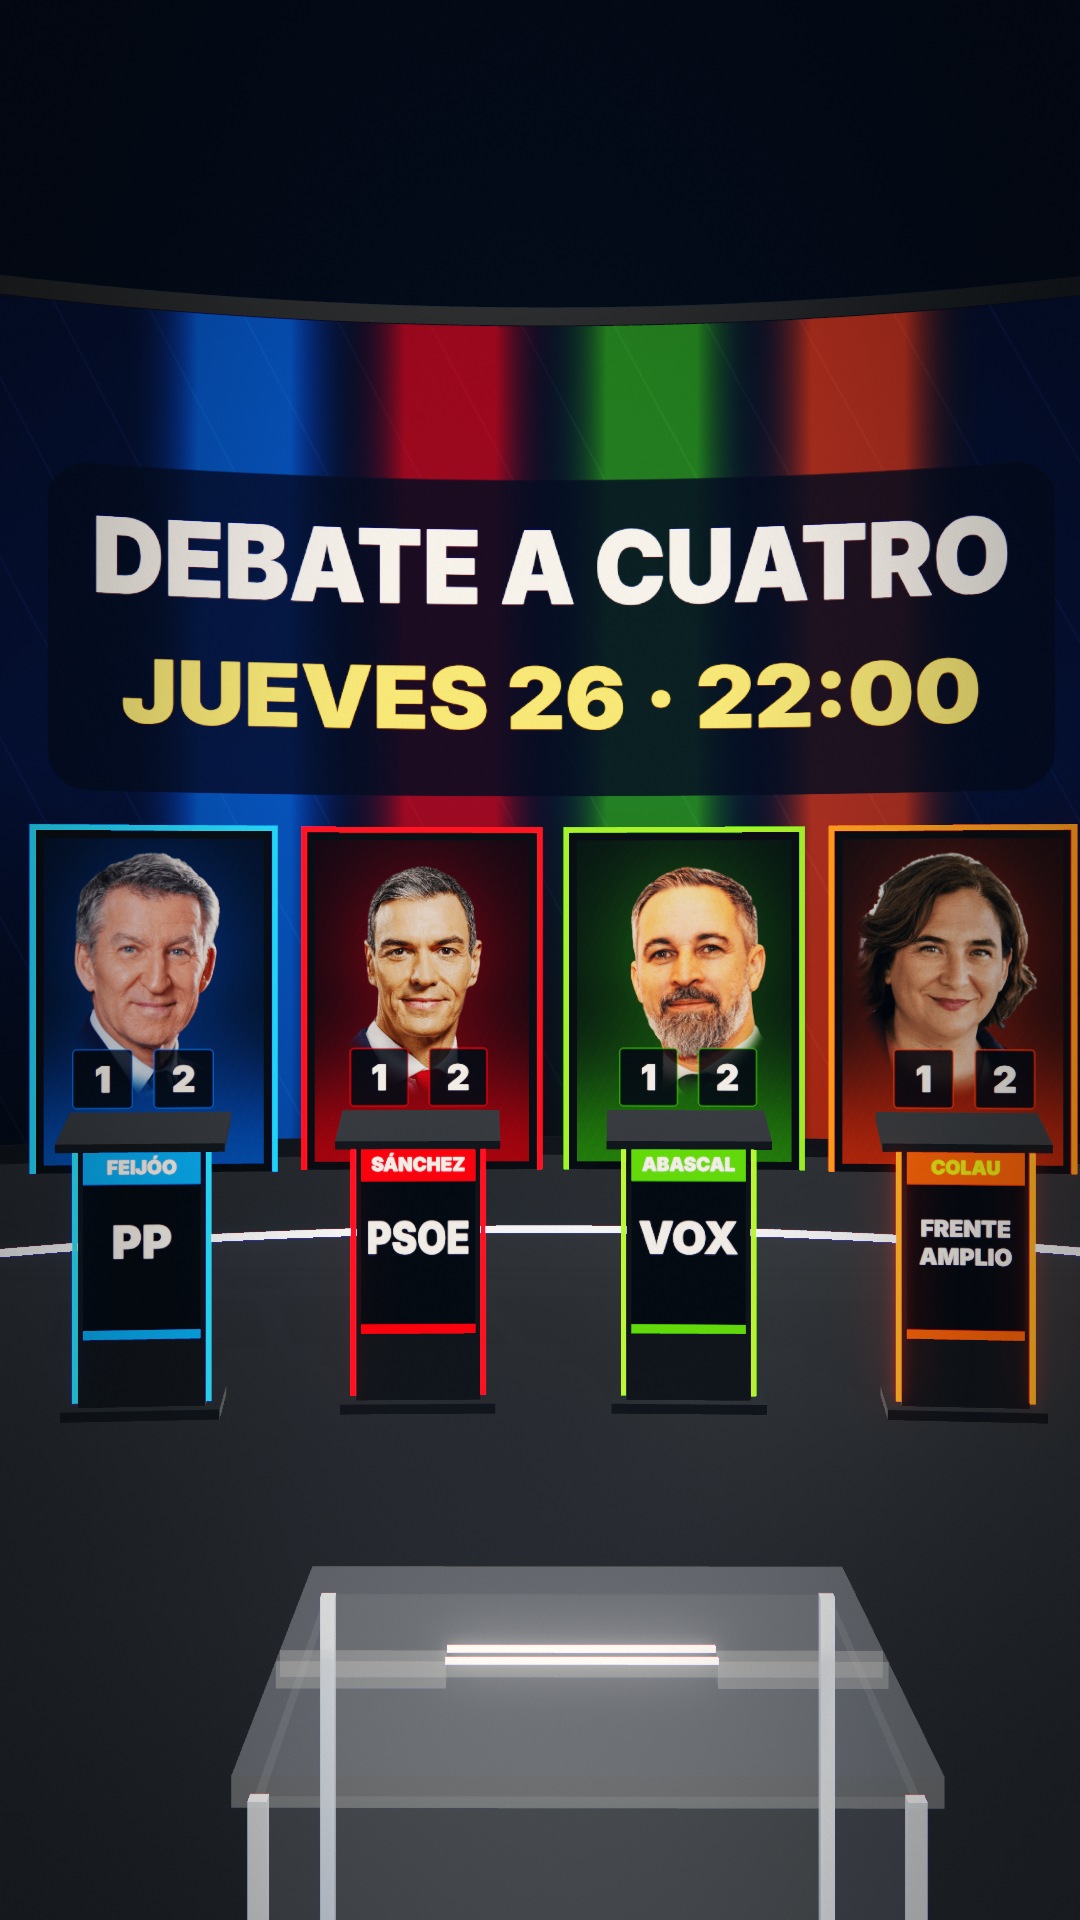 DEBATE A CUATRO
JUEVES 26 · 22:00
1 2
1 2
1 2
1 2
FEIJÓO
SÁNCHEZ
ABASCAL
COLAU
PP
PSOE
VOX
FRENTE
AMPLIO